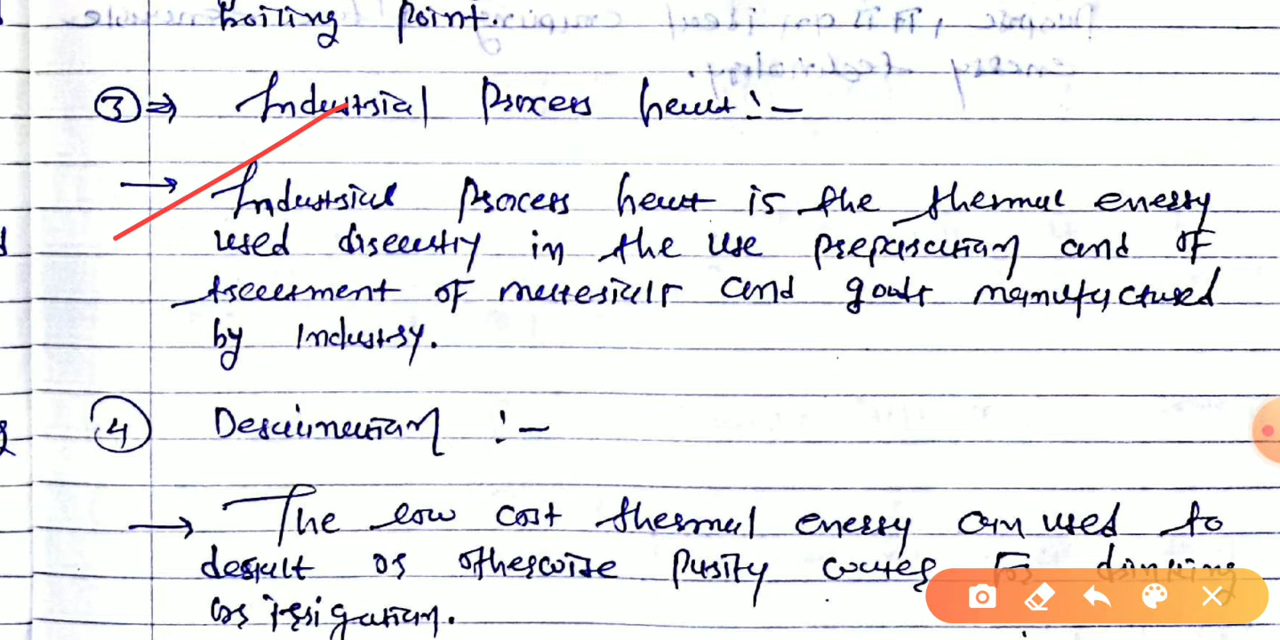 boiling point.
③⇒ Industrial Process heat :-
→ Industrial process heat is the thermal energy
used directly in the use preparation and of
treatment of materials and goods manufactured
by industry.
④ Desalination :-
→ The low cost thermal energy can used to
desalt or otherwise purify water for drinking
or irrigation.